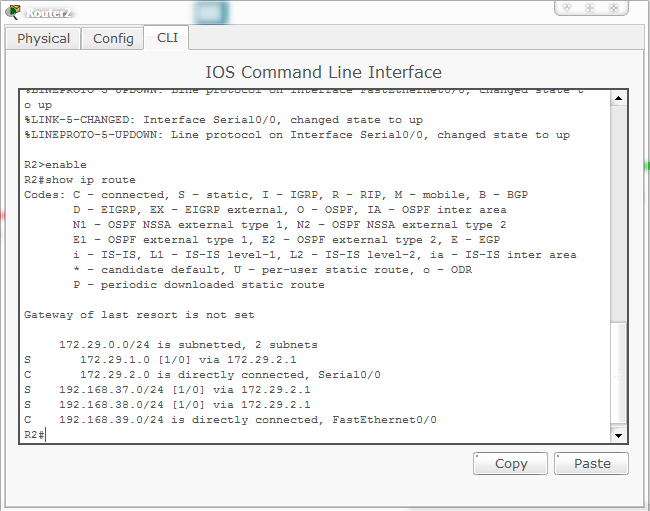 Router2
Physical Config CLI
IOS Command Line Interface
%LINEPROTO-5-UPDOWN: Line protocol on Interface FastEthernet0/0, changed state t
o up
%LINK-5-CHANGED: Interface Serial0/0, changed state to up
%LINEPROTO-5-UPDOWN: Line protocol on Interface Serial0/0, changed state to up
R2>enable
R2#show ip route
Codes: C - connected, S - static, I - IGRP, R - RIP, M - mobile, B - BGP
D - EIGRP, EX - EIGRP external, O - OSPF, IA - OSPF inter area
N1 - OSPF NSSA external type 1, N2 - OSPF NSSA external type 2
E1 - OSPF external type 1, E2 - OSPF external type 2, E - EGP
i - IS-IS, L1 - IS-IS level-1, L2 - IS-IS level-2, ia - IS-IS inter area
* - candidate default, U - per-user static route, o - ODR
P - periodic downloaded static route
Gateway of last resort is not set
172.29.0.0/24 is subnetted, 2 subnets
S 172.29.1.0 [1/0] via 172.29.2.1
C 172.29.2.0 is directly connected, Serial0/0
S 192.168.37.0/24 [1/0] via 172.29.2.1
S 192.168.38.0/24 [1/0] via 172.29.2.1
C 192.168.39.0/24 is directly connected, FastEthernet0/0
R2#
Copy Paste